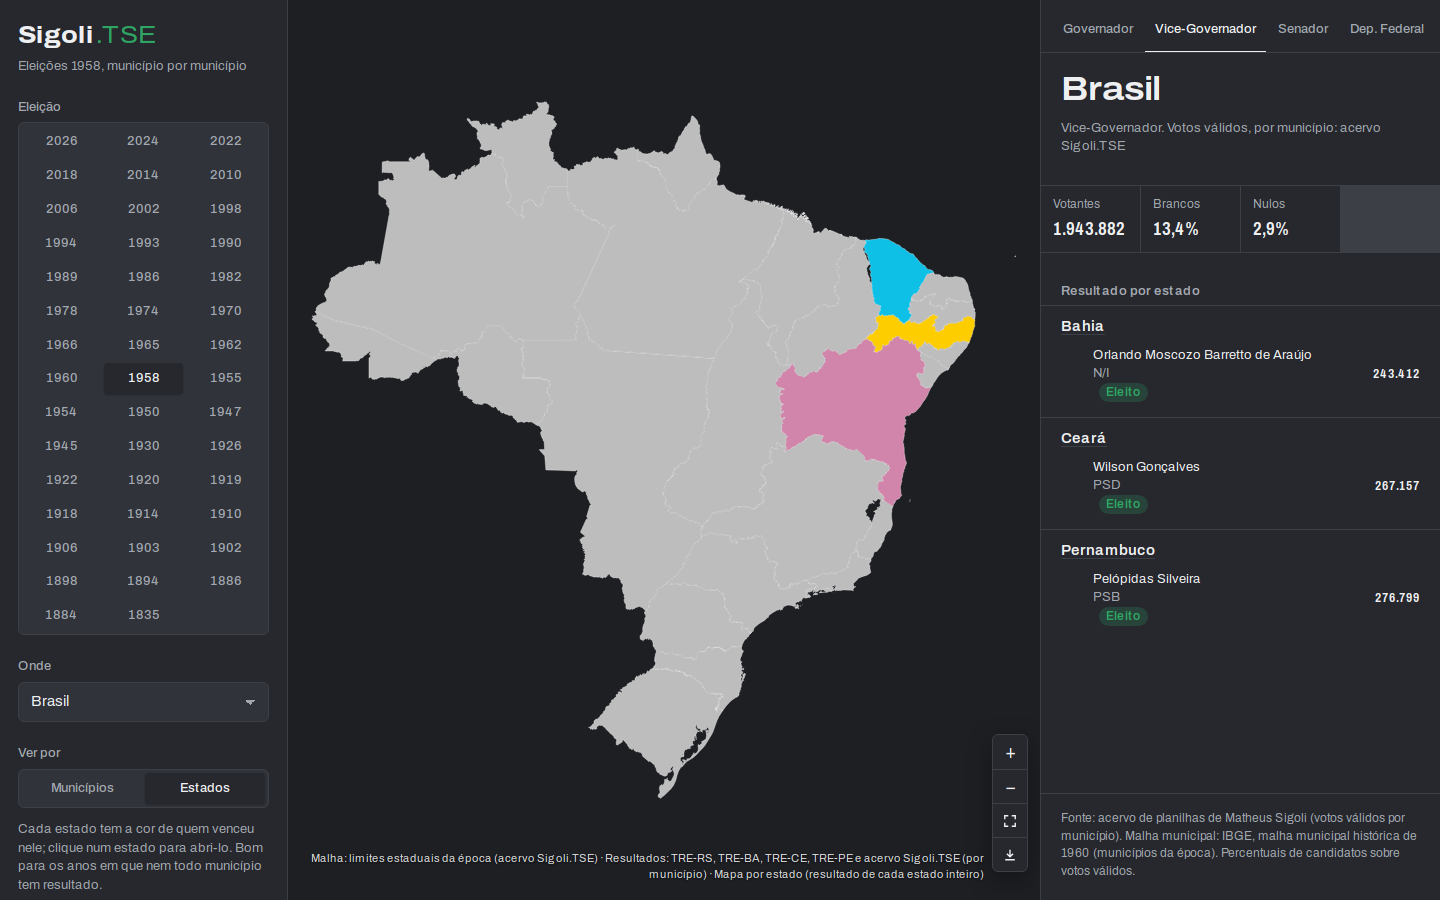 Sigoli.TSE
Eleições 1958, município por município
Eleição
2026 2024 2022
2018 2014 2010
2006 2002 1998
1994 1993 1990
1989 1986 1982
1978 1974 1970
1966 1965 1962
1960 1958 1955
1954 1950 1947
1945 1930 1926
1922 1920 1919
1918 1914 1910
1906 1903 1902
1898 1894 1886
1884 1835
Onde
Brasil
Ver por
Municípios Estados
Cada estado tem a cor de quem venceu
nele; clique num estado para abri-lo. Bom
para os anos em que nem todo município
tem resultado.
+
−
Malha: limites estaduais da época (acervo Sigoli.TSE) · Resultados: TRE-RS, TRE-BA, TRE-CE, TRE-PE e acervo Sigoli.TSE (por
município) · Mapa por estado (resultado de cada estado inteiro)
Governador Vice-Governador Senador Dep. Federal
Brasil
Vice-Governador. Votos válidos, por município: acervo
Sigoli.TSE
Votantes Brancos Nulos
1.943.882 13,4% 2,9%
Resultado por estado
Bahia
Orlando Moscozo Barretto de Araújo
N/I 243.412
Eleito
Ceará
Wilson Gonçalves
PSD 267.157
Eleito
Pernambuco
Pelópidas Silveira
PSB 276.799
Eleito
Fonte: acervo de planilhas de Matheus Sigoli (votos válidos por
município). Malha municipal: IBGE, malha municipal histórica de
1960 (municípios da época). Percentuais de candidatos sobre
votos válidos.